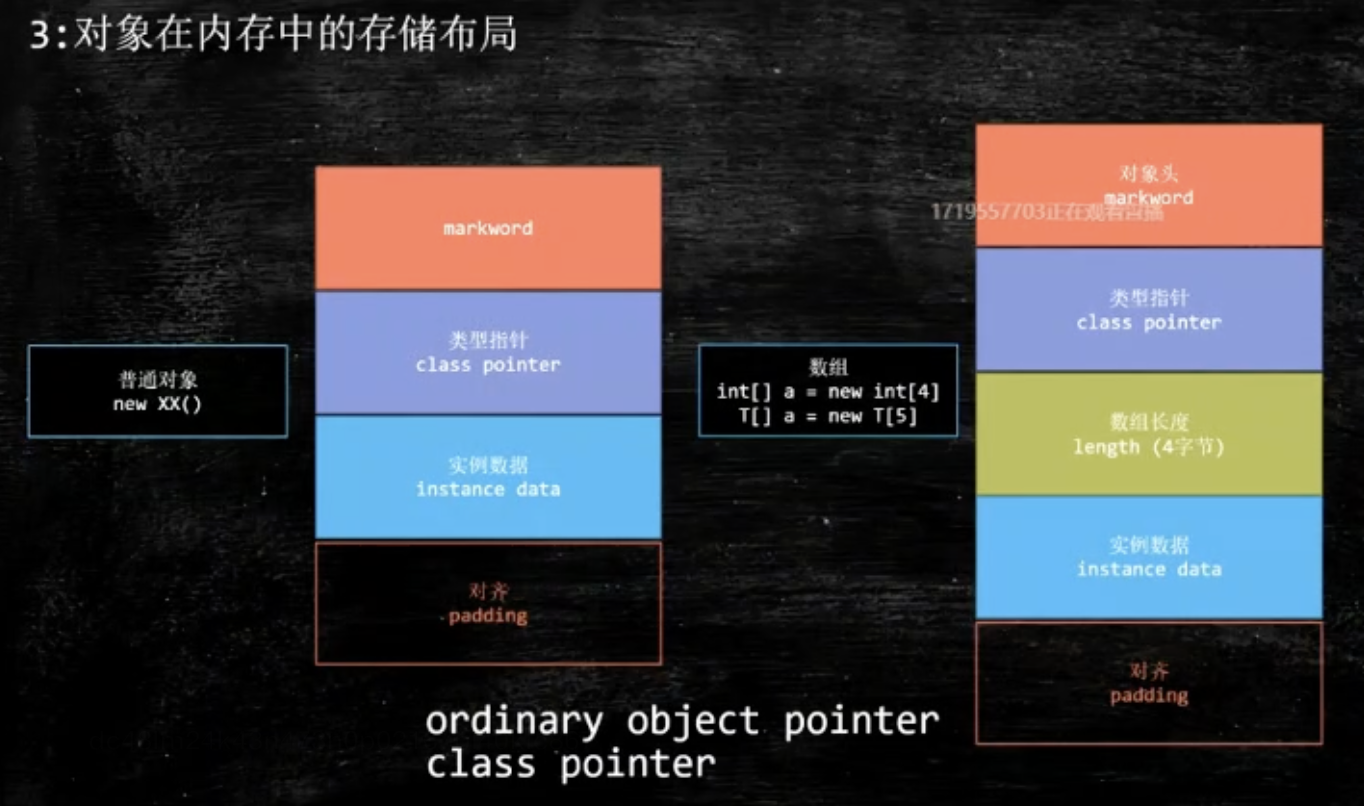 3:对象在内存中的存储布局
普通对象
new XX()
markword
类型指针
class pointer
实例数据
instance data
对齐
padding
数组
int[] a = new int[4]
T[] a = new T[5]
对象头
markword
1719557703正在观看直播
类型指针
class pointer
数组长度
length (4字节)
实例数据
instance data
对齐
padding
ordinary object pointer
class pointer